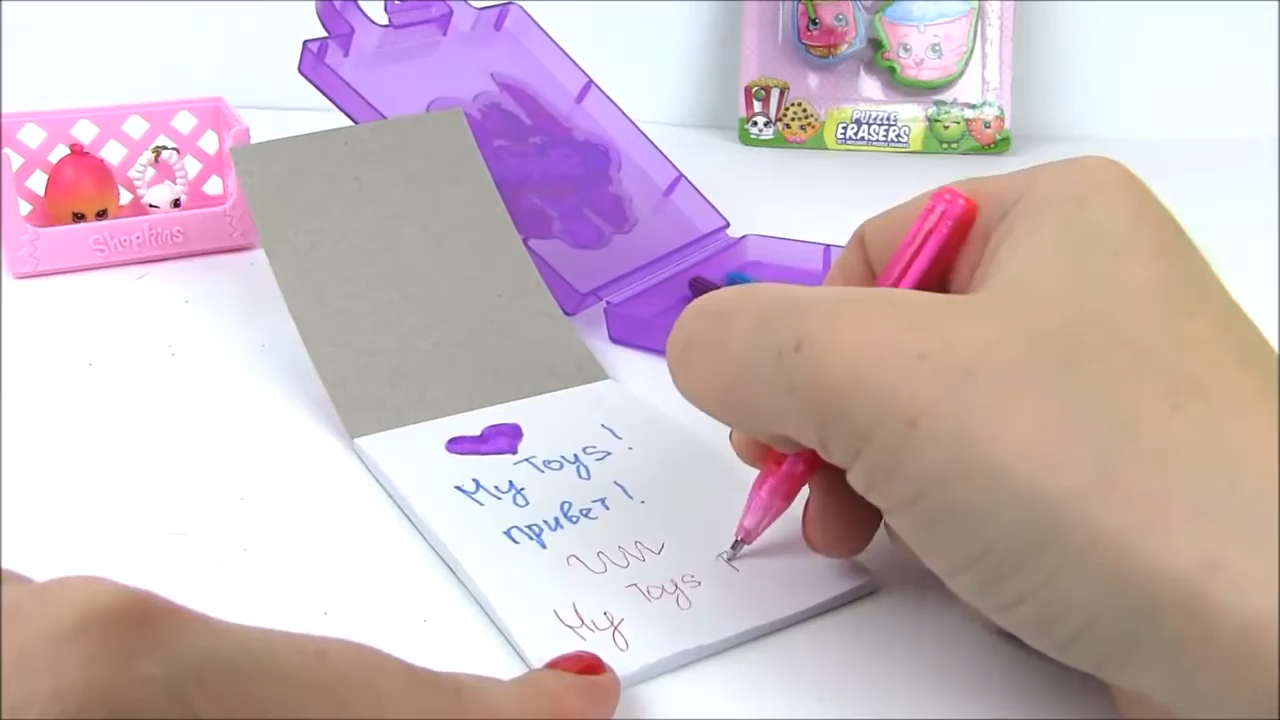 PUZZLE
ERASERS
Shopkins
My Toys!
привет!
My Toys